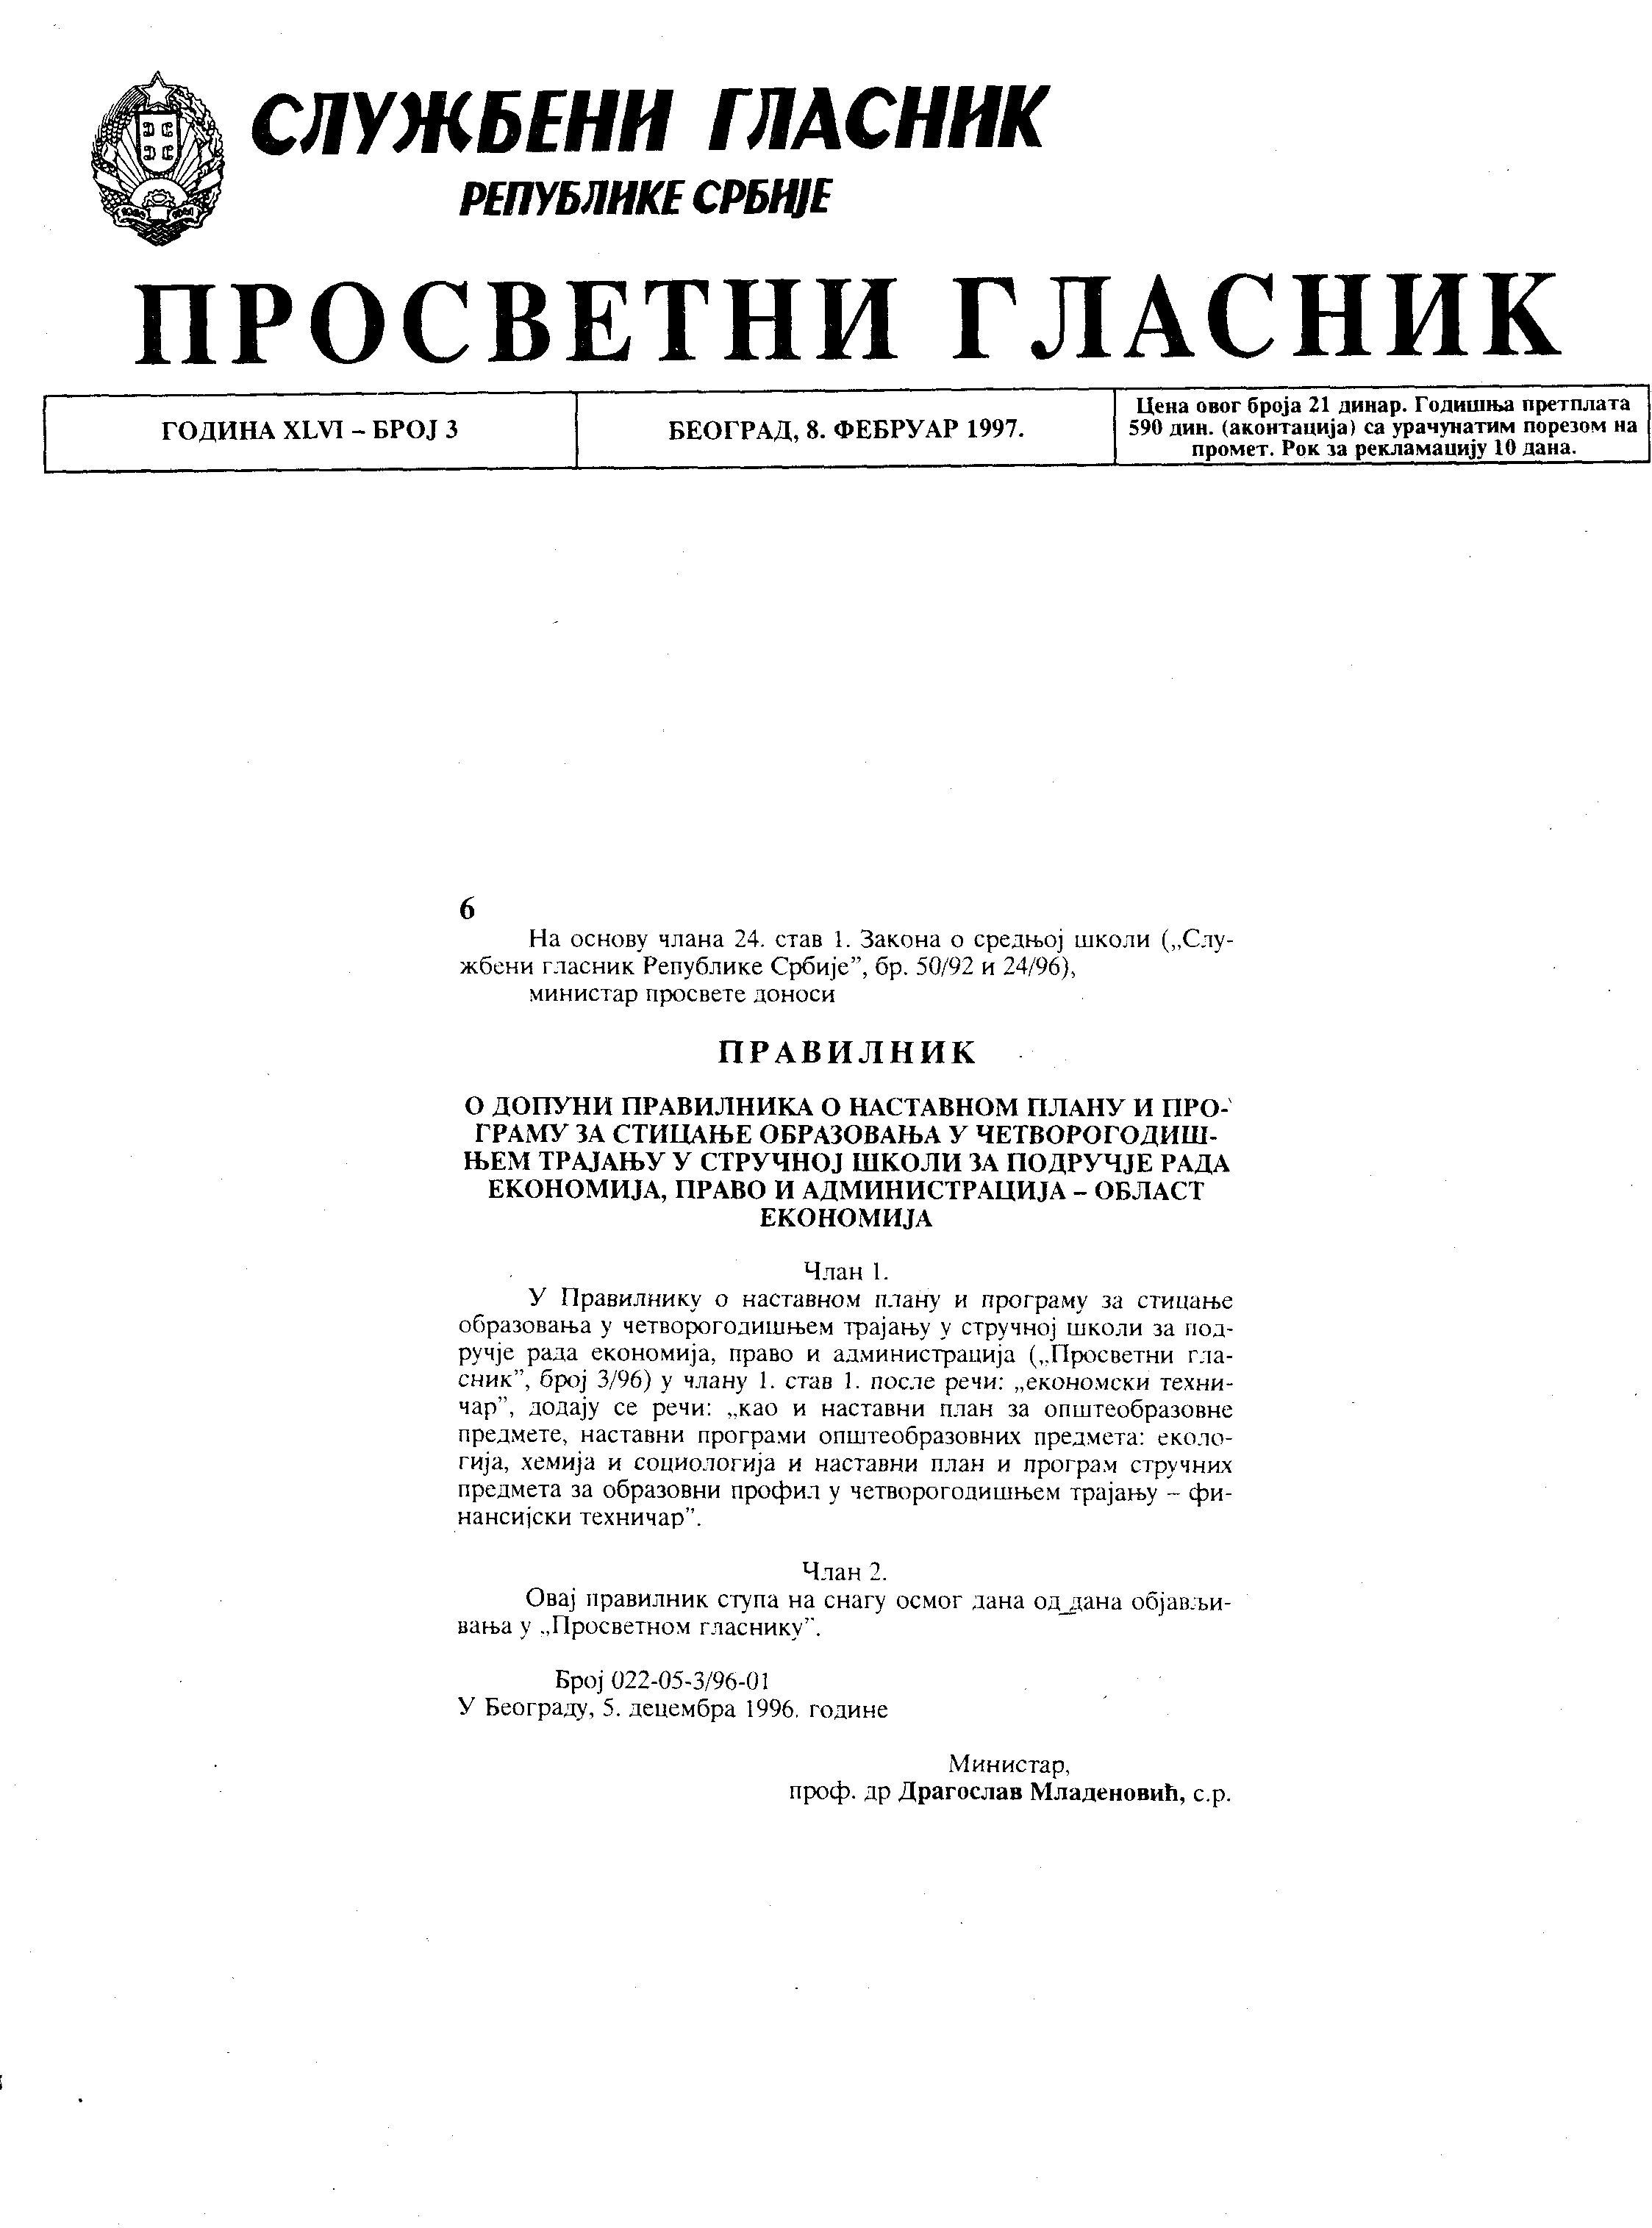 СЛУЖБЕНИ ГЛАСНИК
РЕПУБЛИКЕ СРБИЈЕ
ПРОСВЕТНИ ГЛАСНИК
ГОДИНА XLVI – БРОЈ 3
БЕОГРАД, 8. ФЕБРУАР 1997.
Цена овог броја 21 динар. Годишња претплата
590 дин. (аконтација) са урачунатим порезом на
промет. Рок за рекламацију 10 дана.
6
На основу члана 24. став 1. Закона о средњој школи („Слу-
жбени гласник Републике Србије”, бр. 50/92 и 24/96),
министар просвете доноси
ПРАВИЛНИК
О ДОПУНИ ПРАВИЛНИКА О НАСТАВНОМ ПЛАНУ И ПРО-
ГРАМУ ЗА СТИЦАЊЕ ОБРАЗОВАЊА У ЧЕТВОРОГОДИШ-
ЊЕМ ТРАЈАЊУ У СТРУЧНОЈ ШКОЛИ ЗА ПОДРУЧЈЕ РАДА
ЕКОНОМИЈА, ПРАВО И АДМИНИСТРАЦИЈА – ОБЛАСТ
ЕКОНОМИЈА
Члан 1.
У Правилнику о наставном плану и програму за стицање
образовања у четворогодишњем трајању у стручној школи за под-
ручје рада економија, право и администрација („Просветни гла-
сник”, број 3/96) у члану 1. став 1. после речи: „економски техни-
чар”, додају се речи: „као и наставни план за општеобразовне
предмете, наставни програми општеобразовних предмета: еколо-
гија, хемија и социологија и наставни план и програм стручних
предмета за образовни профил у четворогодишњем трајању – фи-
нансијски техничар”.
Члан 2.
Овај правилник ступа на снагу осмог дана од дана објављи-
вања у „Просветном гласнику”.
Број 022-05-3/96-01
У Београду, 5. децембра 1996. године
Министар,
проф. др Драгослав Младеновић, с.р.